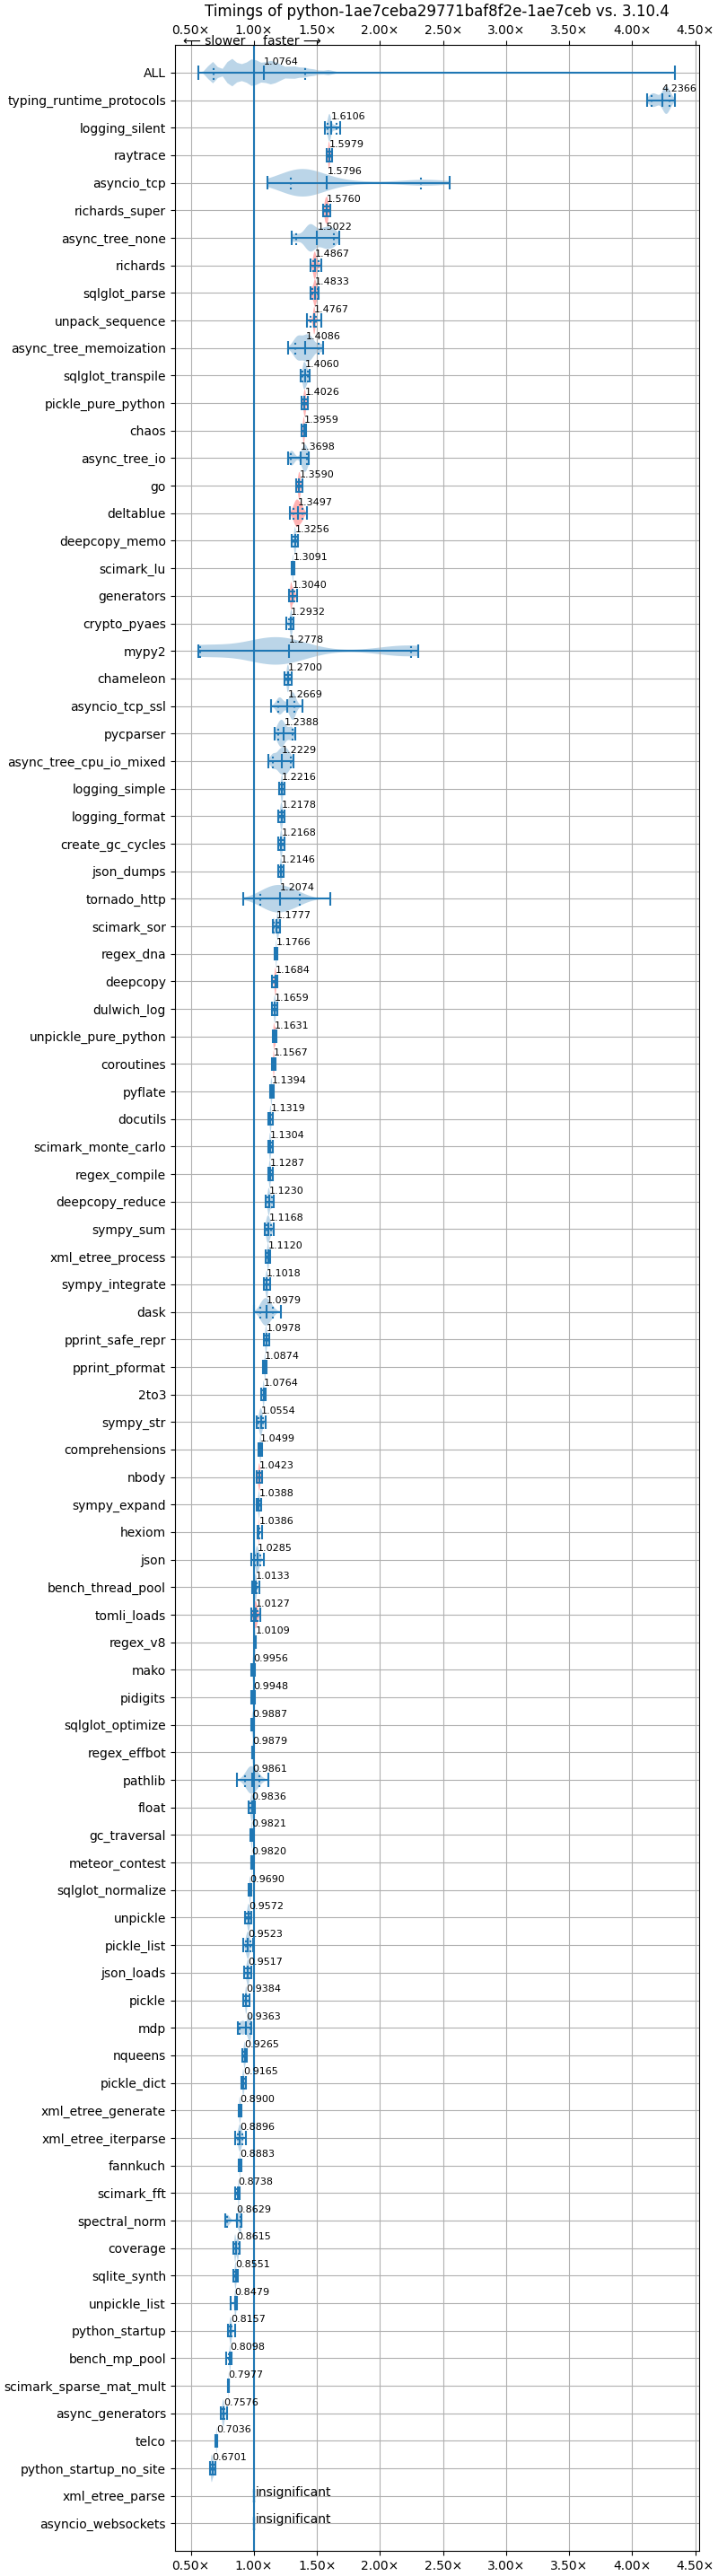 Timings of python-1ae7ceba29771baf8f2e-1ae7ceb vs. 3.10.4
0.50× 1.00× 1.50× 2.00× 2.50× 3.00× 3.50× 4.00× 4.50×
⟵ slower faster ⟶
ALL 1.0764
typing_runtime_protocols 4.2366
logging_silent 1.6106
raytrace 1.5979
asyncio_tcp 1.5796
richards_super 1.5760
async_tree_none 1.5022
richards 1.4867
sqlglot_parse 1.4833
unpack_sequence 1.4767
async_tree_memoization 1.4086
sqlglot_transpile 1.4060
pickle_pure_python 1.4026
chaos 1.3959
async_tree_io 1.3698
go 1.3590
deltablue 1.3497
deepcopy_memo 1.3256
scimark_lu 1.3091
generators 1.3040
crypto_pyaes 1.2932
mypy2 1.2778
chameleon 1.2700
asyncio_tcp_ssl 1.2669
pycparser 1.2388
async_tree_cpu_io_mixed 1.2229
logging_simple 1.2216
logging_format 1.2178
create_gc_cycles 1.2168
json_dumps 1.2146
tornado_http 1.2074
scimark_sor 1.1777
regex_dna 1.1766
deepcopy 1.1684
dulwich_log 1.1659
unpickle_pure_python 1.1631
coroutines 1.1567
pyflate 1.1394
docutils 1.1319
scimark_monte_carlo 1.1304
regex_compile 1.1287
deepcopy_reduce 1.1230
sympy_sum 1.1168
xml_etree_process 1.1120
sympy_integrate 1.1018
dask 1.0979
pprint_safe_repr 1.0978
pprint_pformat 1.0874
2to3 1.0764
sympy_str 1.0554
comprehensions 1.0499
nbody 1.0423
sympy_expand 1.0388
hexiom 1.0386
json 1.0285
bench_thread_pool 1.0133
tomli_loads 1.0127
regex_v8 1.0109
mako 0.9956
pidigits 0.9948
sqlglot_optimize 0.9887
regex_effbot 0.9879
pathlib 0.9861
float 0.9836
gc_traversal 0.9821
meteor_contest 0.9820
sqlglot_normalize 0.9690
unpickle 0.9572
pickle_list 0.9523
json_loads 0.9517
pickle 0.9384
mdp 0.9363
nqueens 0.9265
pickle_dict 0.9165
xml_etree_generate 0.8900
xml_etree_iterparse 0.8896
fannkuch 0.8883
scimark_fft 0.8738
spectral_norm 0.8629
coverage 0.8615
sqlite_synth 0.8551
unpickle_list 0.8479
python_startup 0.8157
bench_mp_pool 0.8098
scimark_sparse_mat_mult 0.7977
async_generators 0.7576
telco 0.7036
python_startup_no_site 0.6701
xml_etree_parse insignificant
asyncio_websockets insignificant
0.50× 1.00× 1.50× 2.00× 2.50× 3.00× 3.50× 4.00× 4.50×